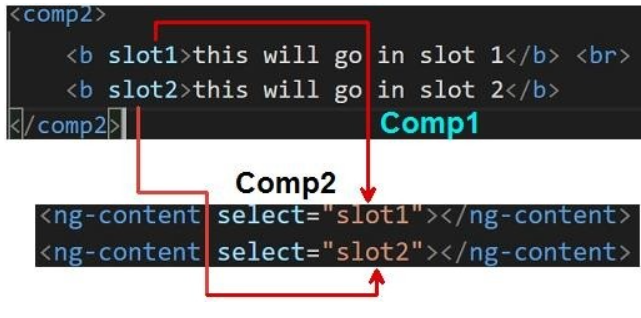 <comp2>
<b slot1>this will go in slot 1</b> <br>
<b slot2>this will go in slot 2</b>
</comp2>
Comp1
Comp2
<ng-content select="slot1"></ng-content>
<ng-content select="slot2"></ng-content>